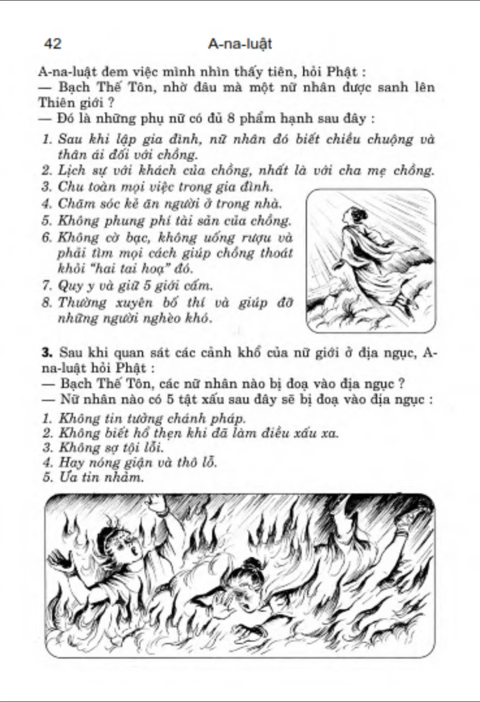 42
A-na-luật
A-na-luật đem việc mình nhìn thấy tiên, hỏi Phật :
— Bạch Thế Tôn, nhờ đâu mà một nữ nhân được sanh lên
Thiên giới ?
— Đó là những phụ nữ có đủ 8 phẩm hạnh sau đây :
1. Sau khi lập gia đình, nữ nhân đó biết chiều chuộng và
thân ái đối với chồng.
2. Lịch sự với khách của chồng, nhất là với cha mẹ chồng.
3. Chu toàn mọi việc trong gia đình.
4. Chăm sóc kẻ ăn người ở trong nhà.
5. Không phung phí tài sản của chồng.
6. Không cờ bạc, không uống rượu và
phải tìm mọi cách giúp chồng thoát
khỏi "hai tai hoạ" đó.
7. Quy y và giữ 5 giới cấm.
8. Thường xuyên bố thí và giúp đỡ
những người nghèo khó.
3. Sau khi quan sát các cảnh khổ của nữ giới ở địa ngục, A-
na-luật hỏi Phật :
— Bạch Thế Tôn, các nữ nhân nào bị đoạ vào địa ngục ?
— Nữ nhân nào có 5 tật xấu sau đây sẽ bị đoạ vào địa ngục :
1. Không tin tưởng chánh pháp.
2. Không biết hổ thẹn khi đã làm điều xấu xa.
3. Không sợ tội lỗi.
4. Hay nóng giận và thô lỗ.
5. Ưa tin nhảm.